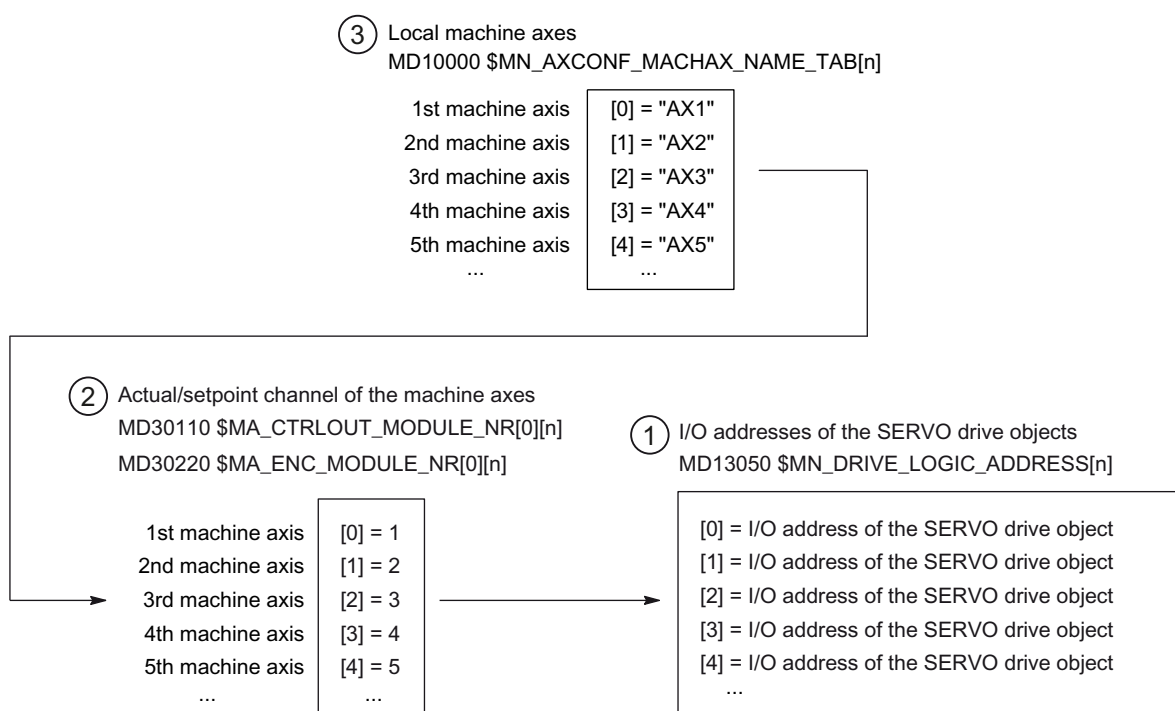 3 Local machine axes
MD10000 $MN_AXCONF_MACHAX_NAME_TAB[n]
1st machine axis [0] = "AX1"
2nd machine axis [1] = "AX2"
3rd machine axis [2] = "AX3"
4th machine axis [3] = "AX4"
5th machine axis [4] = "AX5"
... ...
2 Actual/setpoint channel of the machine axes
MD30110 $MA_CTRLOUT_MODULE_NR[0][n]
MD30220 $MA_ENC_MODULE_NR[0][n]
1st machine axis [0] = 1
2nd machine axis [1] = 2
3rd machine axis [2] = 3
4th machine axis [3] = 4
5th machine axis [4] = 5
... ...
1 I/O addresses of the SERVO drive objects
MD13050 $MN_DRIVE_LOGIC_ADDRESS[n]
[0] = I/O address of the SERVO drive object
[1] = I/O address of the SERVO drive object
[2] = I/O address of the SERVO drive object
[3] = I/O address of the SERVO drive object
[4] = I/O address of the SERVO drive object
...